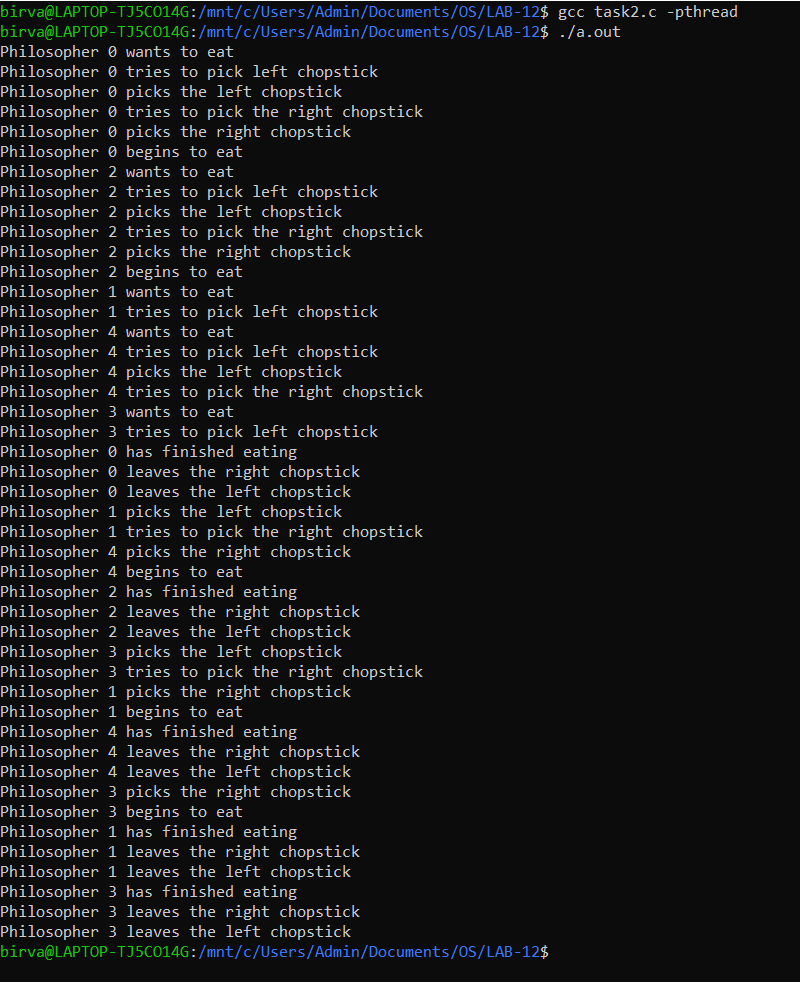 birva@LAPTOP-TJ5CO14G:/mnt/c/Users/Admin/Documents/OS/LAB-12$ gcc task2.c -pthread
birva@LAPTOP-TJ5CO14G:/mnt/c/Users/Admin/Documents/OS/LAB-12$ ./a.out
Philosopher 0 wants to eat
Philosopher 0 tries to pick left chopstick
Philosopher 0 picks the left chopstick
Philosopher 0 tries to pick the right chopstick
Philosopher 0 picks the right chopstick
Philosopher 0 begins to eat
Philosopher 2 wants to eat
Philosopher 2 tries to pick left chopstick
Philosopher 2 picks the left chopstick
Philosopher 2 tries to pick the right chopstick
Philosopher 2 picks the right chopstick
Philosopher 2 begins to eat
Philosopher 1 wants to eat
Philosopher 1 tries to pick left chopstick
Philosopher 4 wants to eat
Philosopher 4 tries to pick left chopstick
Philosopher 4 picks the left chopstick
Philosopher 4 tries to pick the right chopstick
Philosopher 3 wants to eat
Philosopher 3 tries to pick left chopstick
Philosopher 0 has finished eating
Philosopher 0 leaves the right chopstick
Philosopher 0 leaves the left chopstick
Philosopher 1 picks the left chopstick
Philosopher 1 tries to pick the right chopstick
Philosopher 4 picks the right chopstick
Philosopher 4 begins to eat
Philosopher 2 has finished eating
Philosopher 2 leaves the right chopstick
Philosopher 2 leaves the left chopstick
Philosopher 3 picks the left chopstick
Philosopher 3 tries to pick the right chopstick
Philosopher 1 picks the right chopstick
Philosopher 1 begins to eat
Philosopher 4 has finished eating
Philosopher 4 leaves the right chopstick
Philosopher 4 leaves the left chopstick
Philosopher 3 picks the right chopstick
Philosopher 3 begins to eat
Philosopher 1 has finished eating
Philosopher 1 leaves the right chopstick
Philosopher 1 leaves the left chopstick
Philosopher 3 has finished eating
Philosopher 3 leaves the right chopstick
Philosopher 3 leaves the left chopstick
birva@LAPTOP-TJ5CO14G:/mnt/c/Users/Admin/Documents/OS/LAB-12$